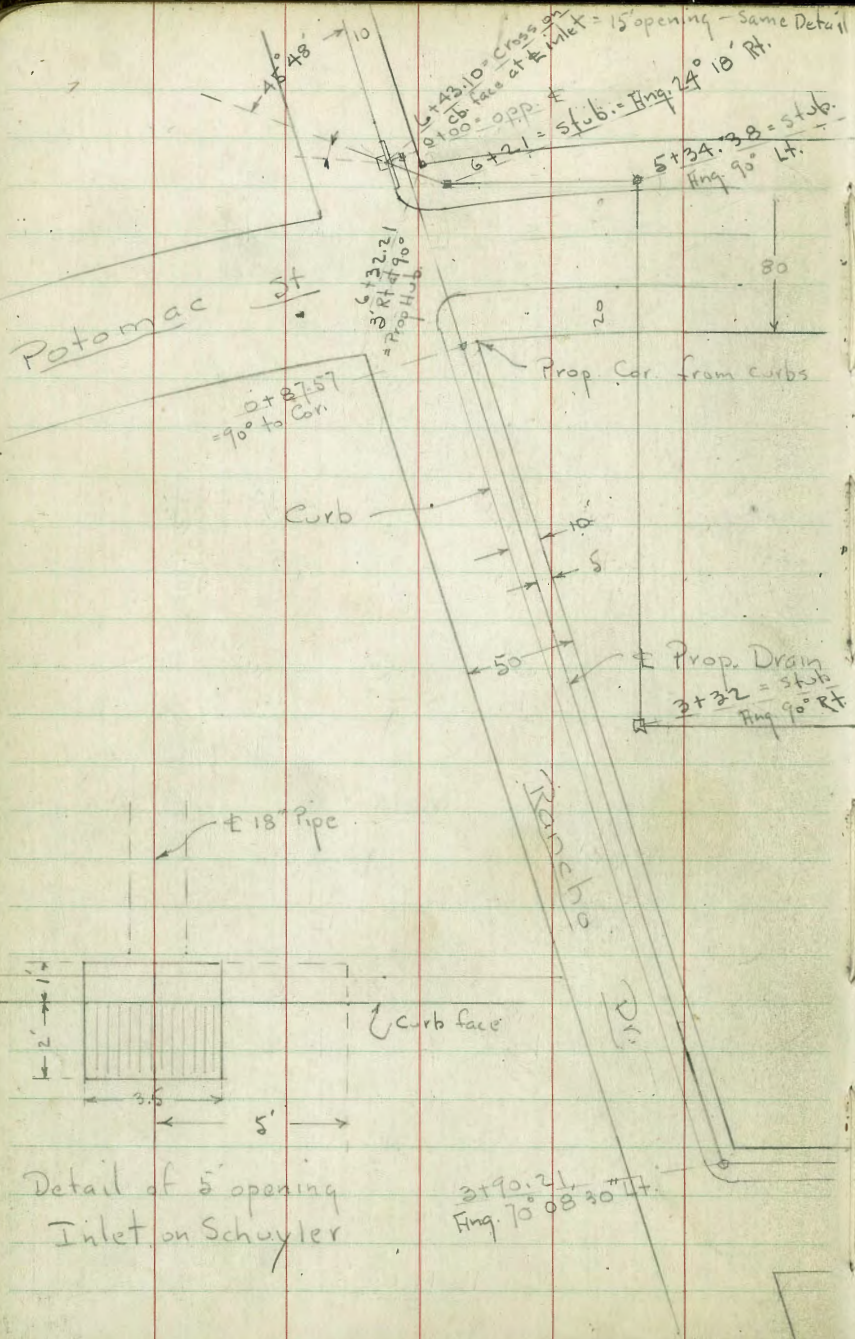 45° 48'
10
6+43.10 = Cross on
cb. face at ℄ inlet = 15' opening - Same Detail
0+00 = opp. ℄
6+21 = Stub. = Ang. 24° 18' Rt.
5+34.38 = stub.
Ang. 90° Lt.
6+32.21
3' Rt at 90°
= Prop Hub.
80
20
Potomac St
Prop. Cor. from curbs
0+87.57
= 90° to Cor.
Curb
10
5
50
℄ Prop. Drain
3+32 = Stub
Ang 90° Rt.
Rancho
Dr.
℄ 18" Pipe
1'
2'
Curb face
3.5
5'
Detail of 5' opening
Inlet on Schuyler
3+90.21
Ang. 70° 08' 30" Lt.